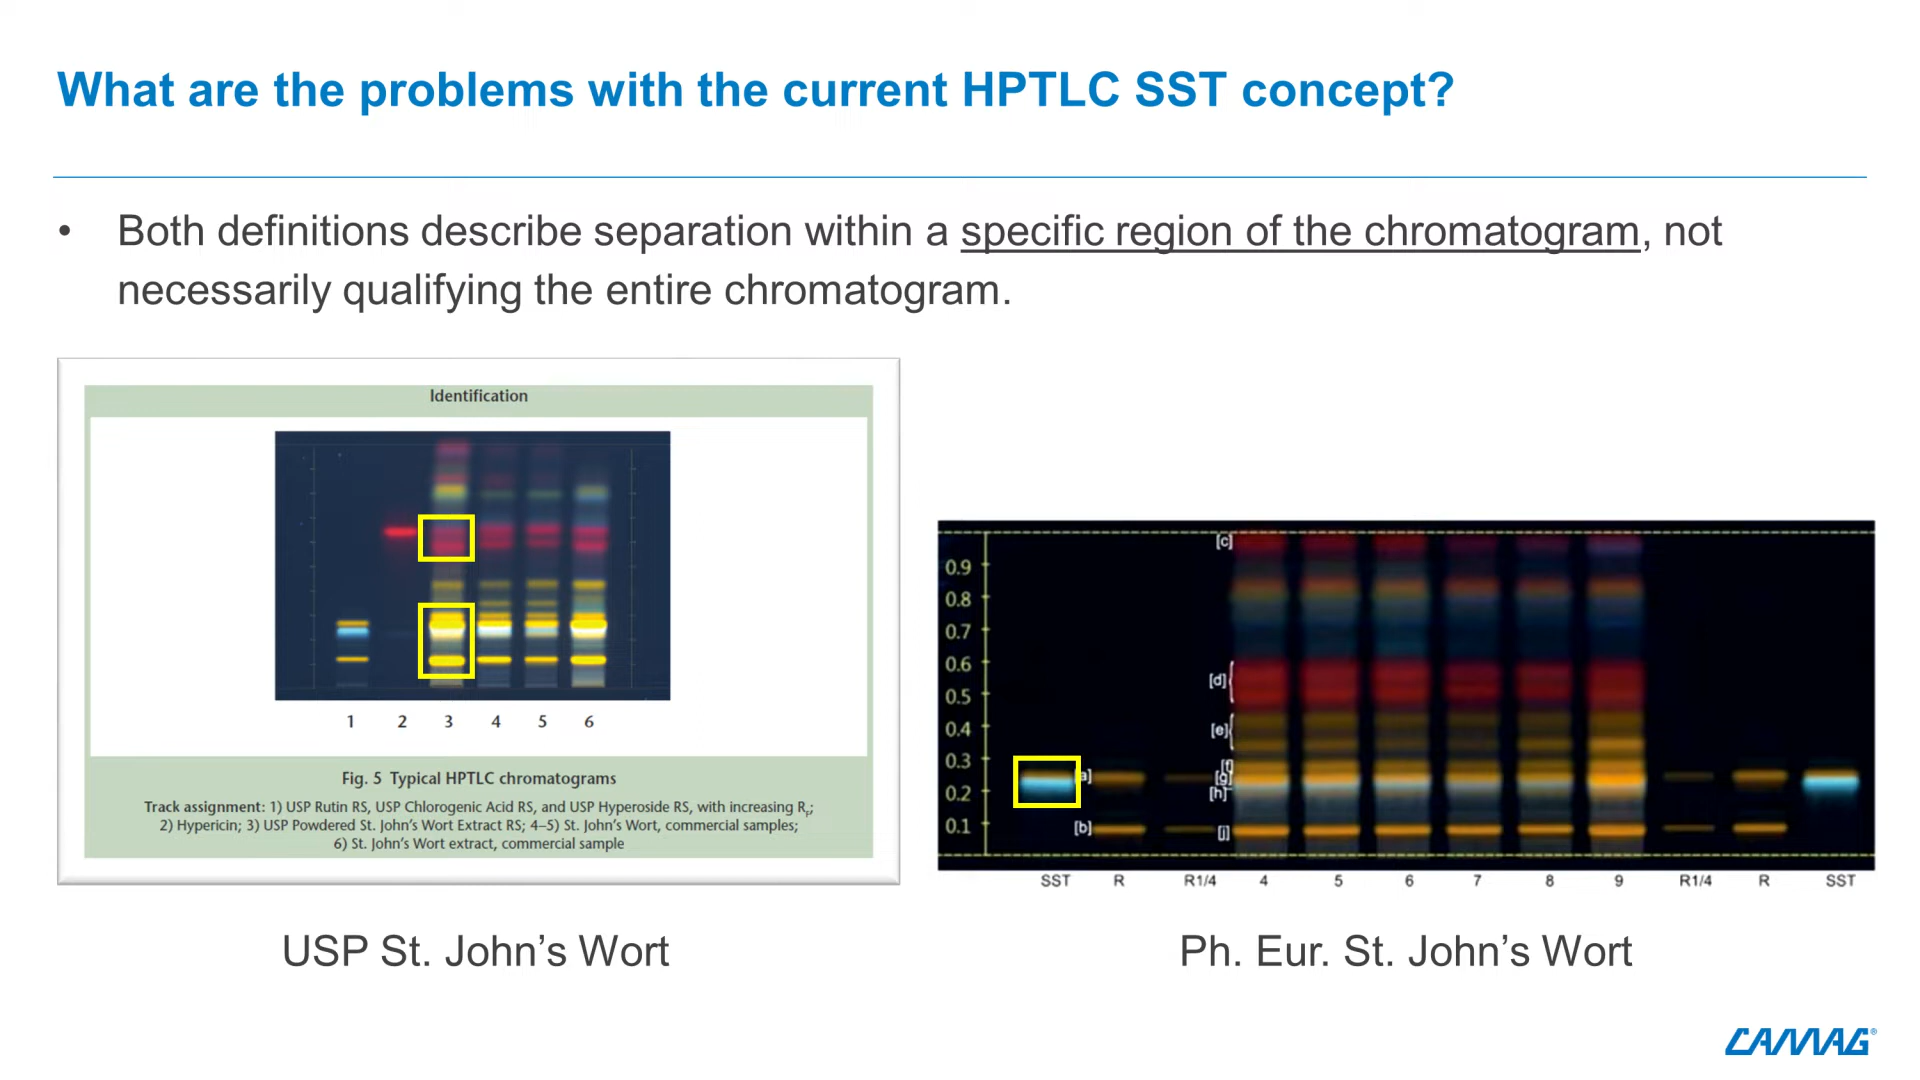 What are the problems with the current HPTLC SST concept?
• Both definitions describe separation within a specific region of the chromatogram, not
necessarily qualifying the entire chromatogram.
Identification
1 2 3 4 5 6
Fig. 5 Typical HPTLC chromatograms
Track assignment: 1) USP Rutin RS, USP Chlorogenic Acid RS, and USP Hyperoside RS, with increasing RF;
2) Hypericin; 3) USP Powdered St. John’s Wort Extract RS; 4–5) St. John’s Wort, commercial samples;
6) St. John’s Wort extract, commercial sample
USP St. John’s Wort
[c]
0.9
0.8
0.7
0.6
[d]
0.5
[e]
0.4
0.3
[f]
a]
[g]
0.2
[h]
0.1
[b]
[j]
SST R R1/4 4 5 6 7 8 9 R1/4 R SST
Ph. Eur. St. John’s Wort
CAMAG®